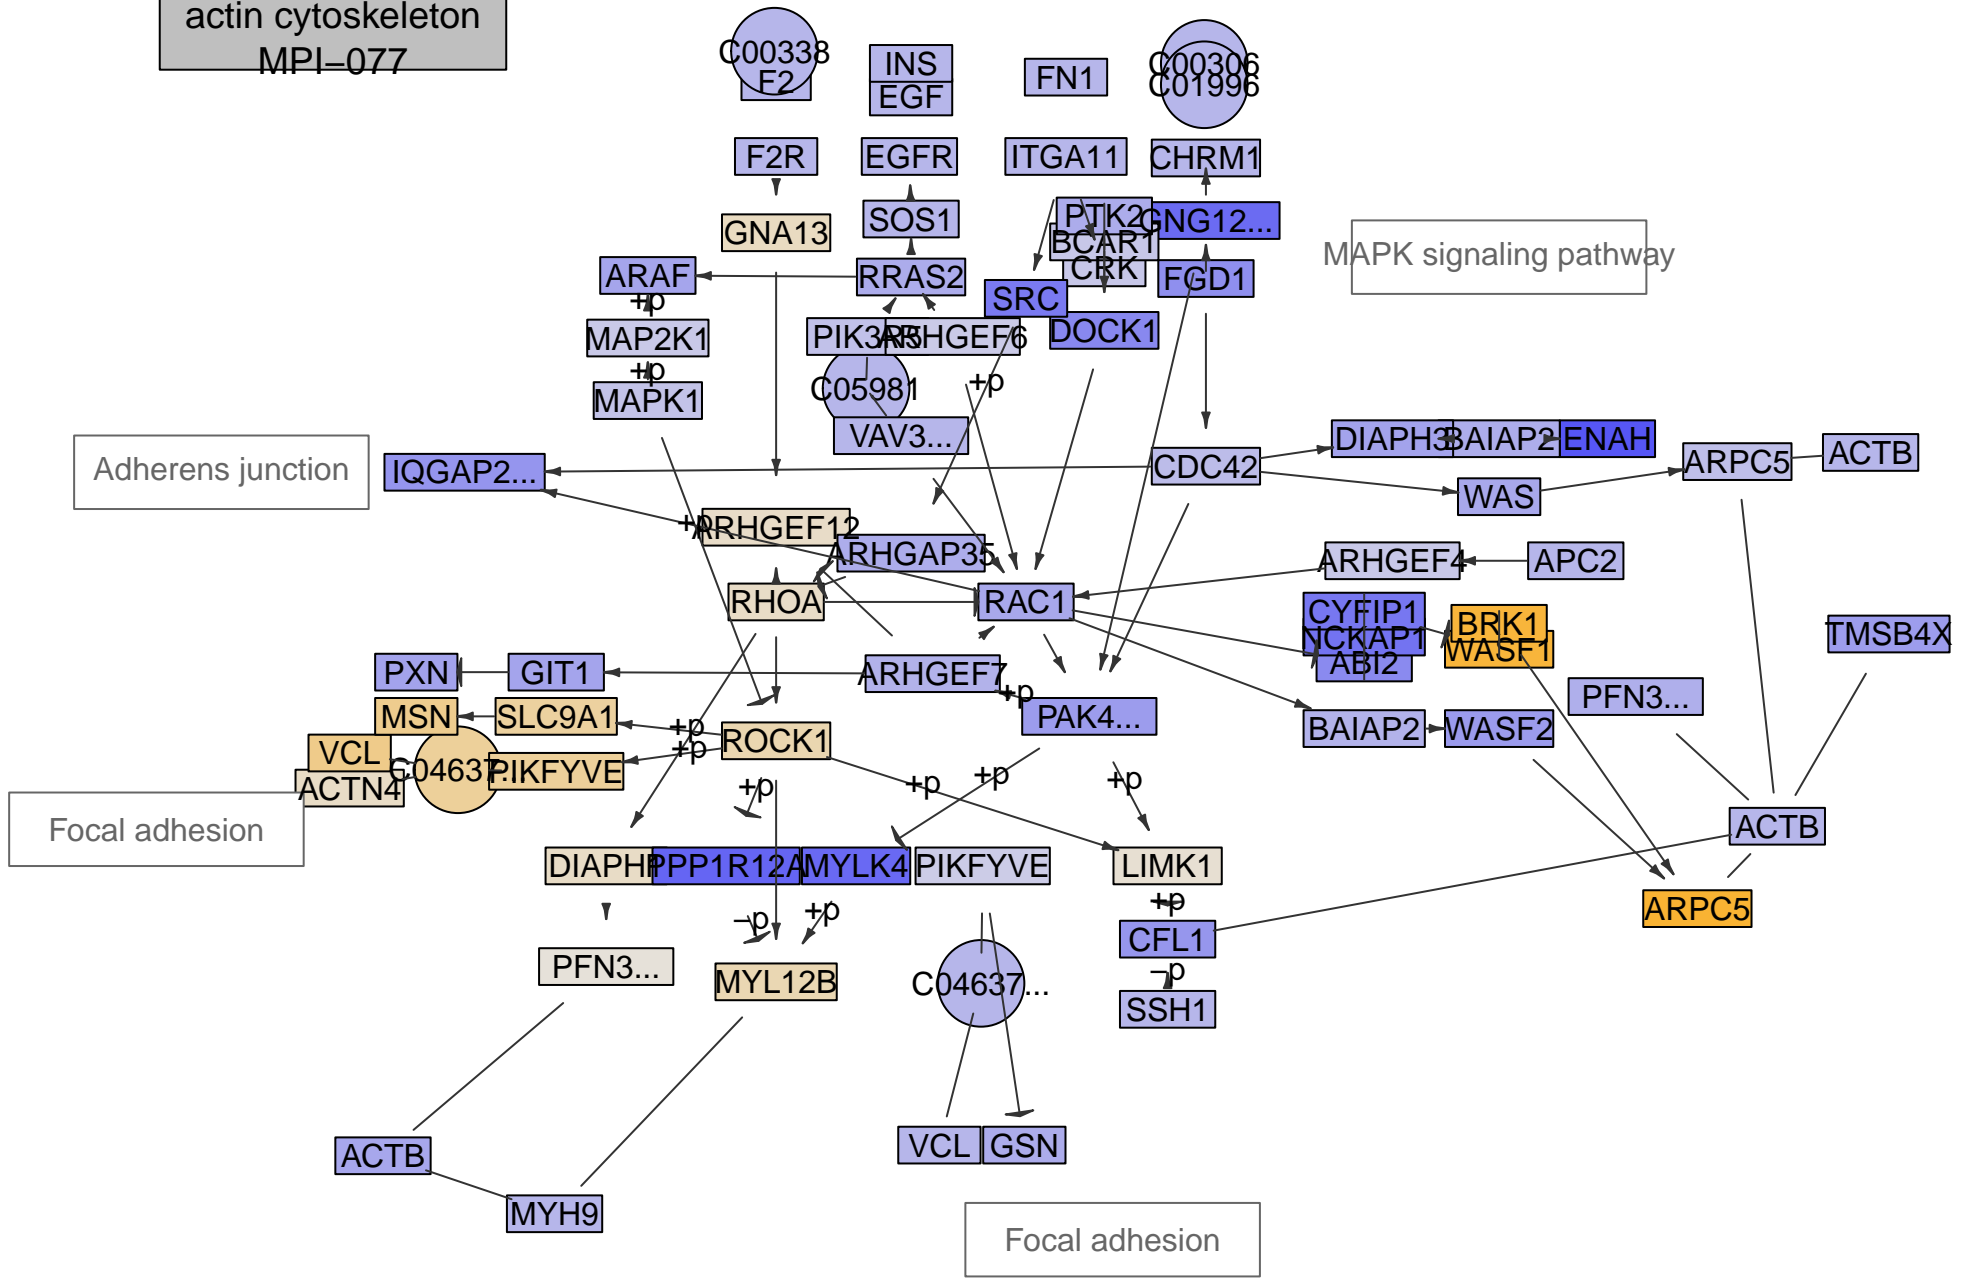 actin cytoskeleton
MPI−077
C00338
F2
INS
EGF
FN1
C00306
C01996
F2R
EGFR
ITGA11
CHRM1
GNA13
SOS1
PTK2
GNG12...
BCAR1
CRK
MAPK signaling pathway
ARAF
RRAS2
SRC
FGD1
+p
MAP2K1
ARHGEF6
DOCK1
+p
MAPK1
C05981
+p
VAV3...
DIAPH3
BAIAP2
ENAH
ARPC5
ACTB
Adherens junction
IQGAP2...
CDC42
WAS
+p
ARHGEF12
ARHGAP35
ARHGEF4
APC2
RHOA
RAC1
CYFIP1
NCKAP1
ABI2
BRK1
WASF1
TMSB4X
PXN
GIT1
ARHGEF7
+p
PFN3...
MSN
SLC9A1
+p
ROCK1
PAK4...
BAIAP2
WASF2
VCL
ACTN4
PIKFYVE
+p
+p
+p
+p
+p
Focal adhesion
ACTB
PPP1R12A
MYLK4
PIKFYVE
LIMK1
+p
ARPC5
−p
+p
CFL1
−p
PFN3...
MYL12B
C04637...
SSH1
ACTB
VCL
GSN
MYH9
Focal adhesion